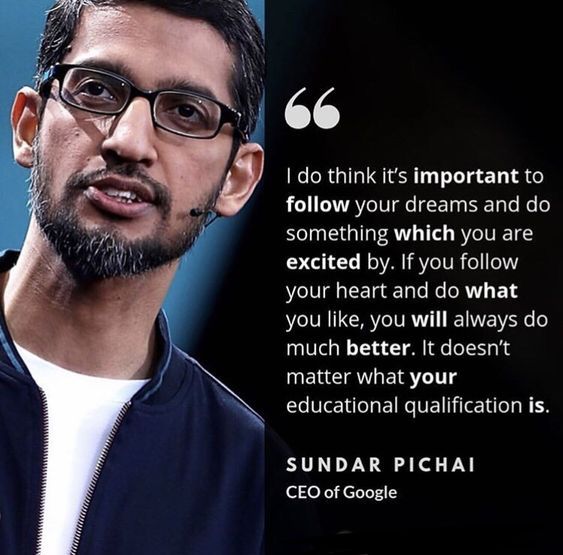 “
I do think it’s important to
follow your dreams and do
something which you are
excited by. If you follow
your heart and do what
you like, you will always do
much better. It doesn’t
matter what your
educational qualification is.
SUNDAR PICHAI
CEO of Google